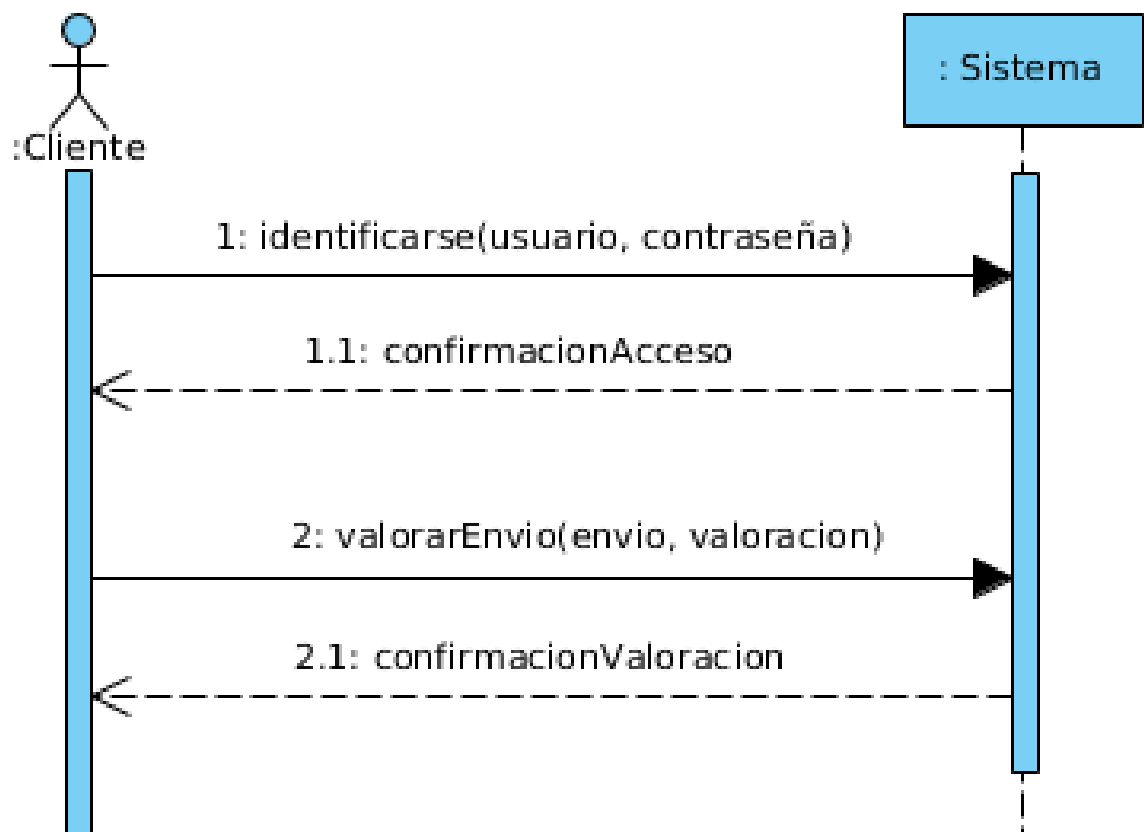 : Sistema
:Cliente
1: identificarse(usuario, contraseña)
1.1: confirmacionAcceso
2: valorarEnvio(envio, valoracion)
2.1: confirmacionValoracion